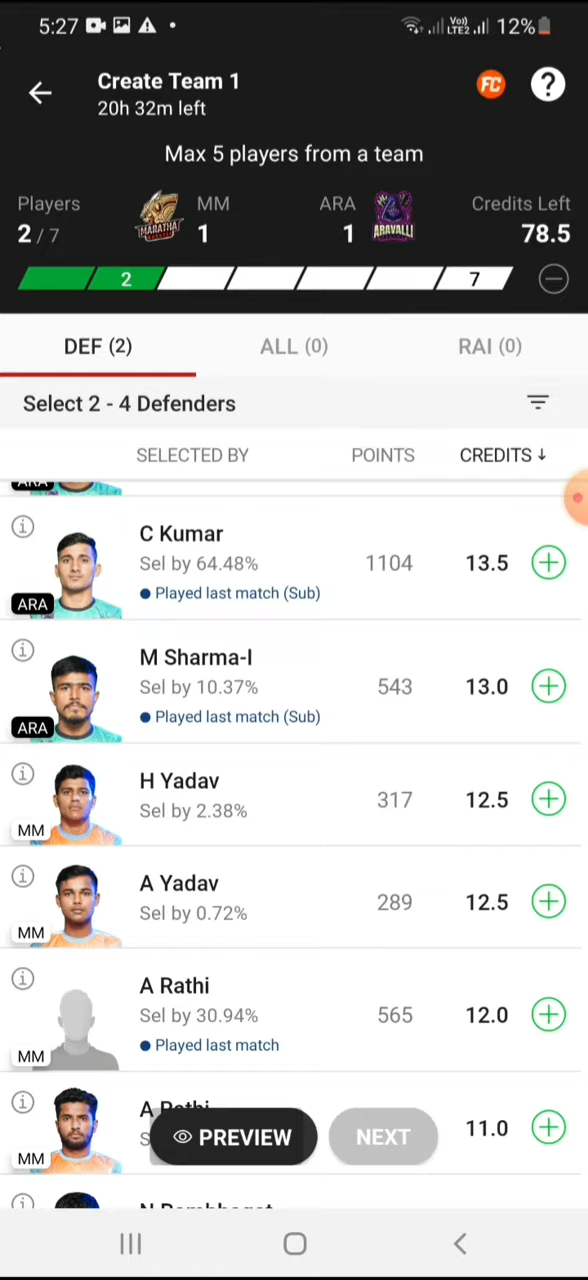 5:27
Vo)) LTE2 12%
Create Team 1
20h 32m left
FC
?
Max 5 players from a team
Players
MM
ARA
Credits Left
2 / 7
MARATHA
1
1
ARAVALLI
78.5
2
7
DEF (2)
ALL (0)
RAI (0)
Select 2 - 4 Defenders
SELECTED BY
POINTS
CREDITS ↓
ARA
C Kumar
Sel by 64.48%
1104
13.5
Played last match (Sub)
ARA
M Sharma-I
Sel by 10.37%
543
13.0
Played last match (Sub)
ARA
H Yadav
Sel by 2.38%
317
12.5
MM
A Yadav
Sel by 0.72%
289
12.5
MM
A Rathi
Sel by 30.94%
565
12.0
Played last match
MM
A
11.0
PREVIEW
NEXT
MM